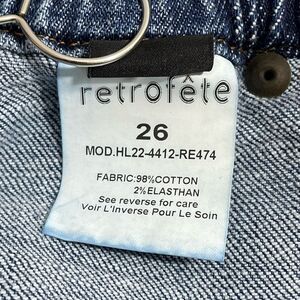 retrofête
26
MOD.HL22-4412-RE474
FABRIC:98%COTTON
2%ELASTHAN
See reverse for care
Voir L'Inverse Pour Le Soin